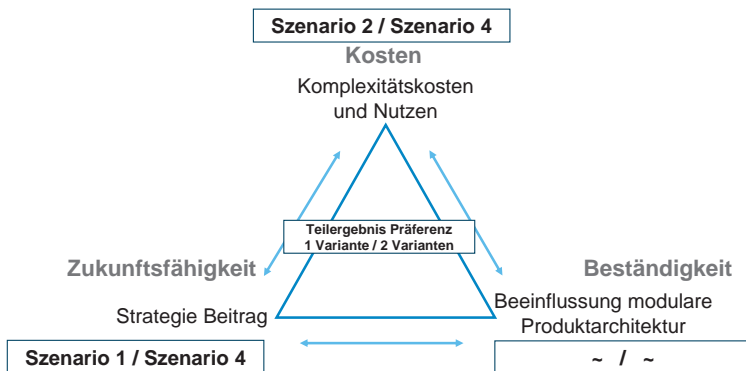 Szenario 2 / Szenario 4
Kosten
Komplexitätskosten
und Nutzen
Teilergebnis Präferenz
1 Variante / 2 Varianten
Zukunftsfähigkeit
Beständigkeit
Strategie Beitrag
Beeinflussung modulare
Produktarchitektur
Szenario 1 / Szenario 4
~ / ~